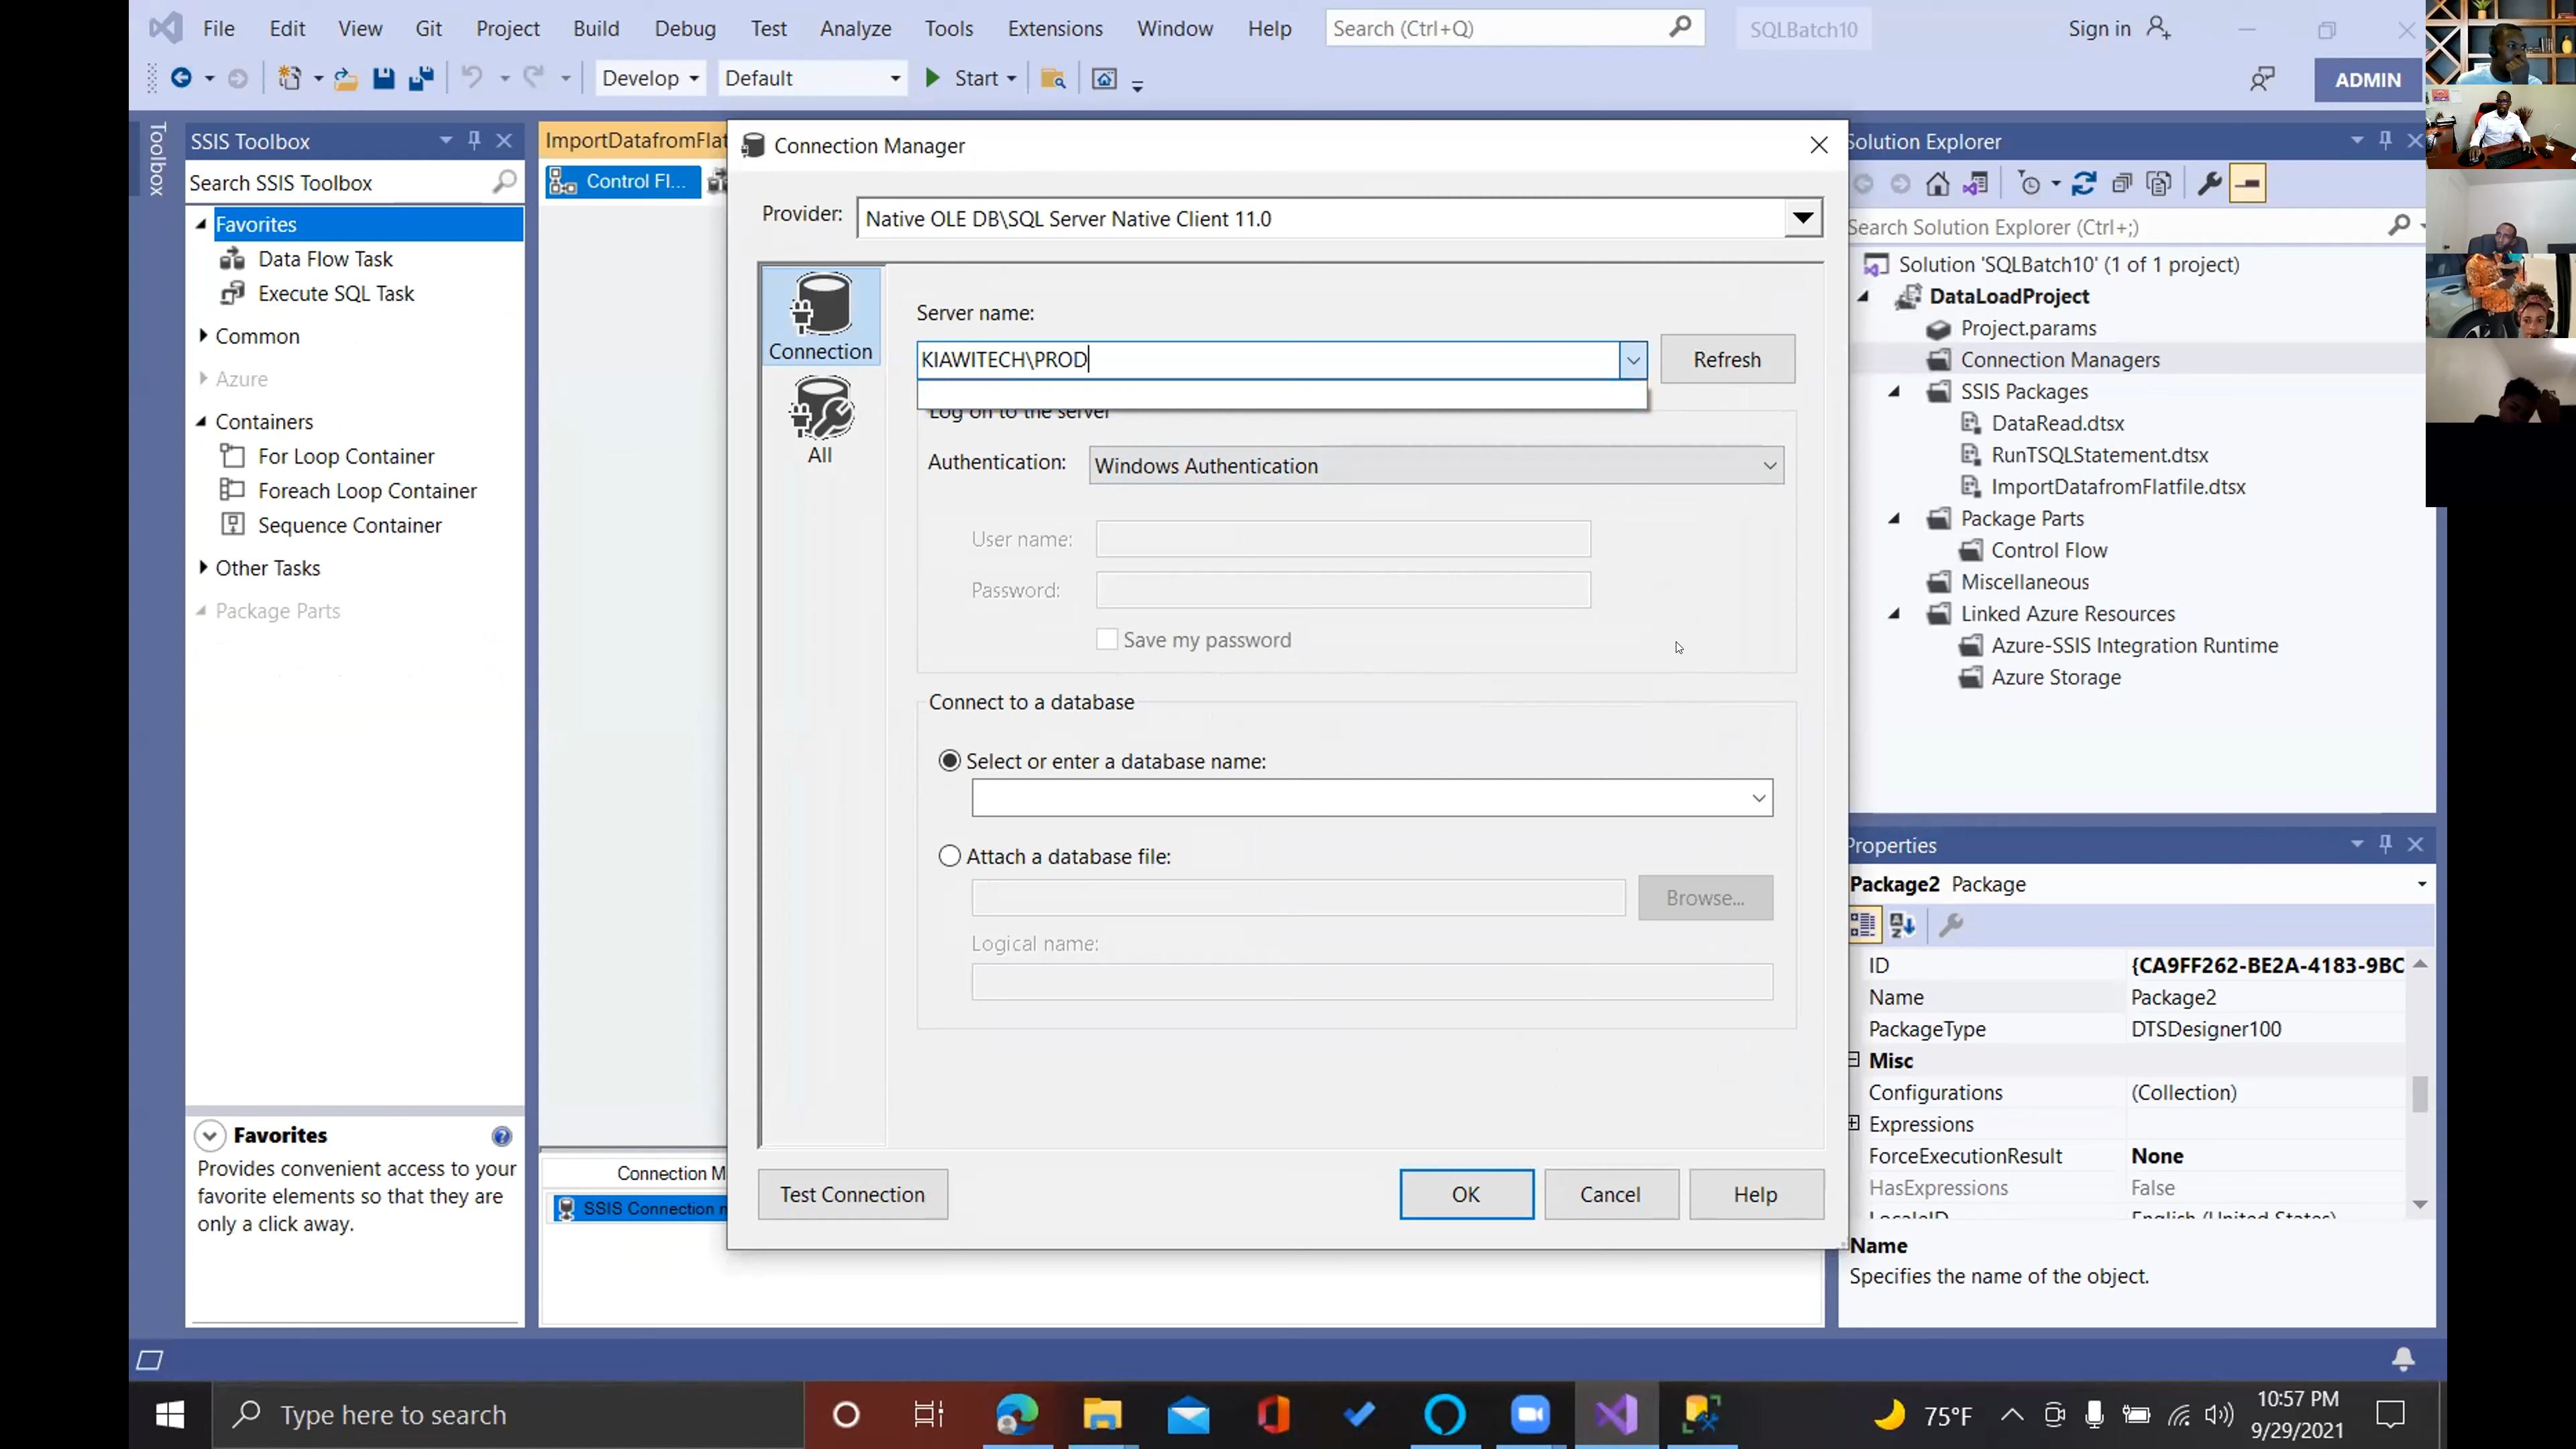 File Edit View Git Project Build Debug Test Analyze Tools Extensions Window Help Search (Ctrl+Q) SQLBatch10 Sign in
Develop Default Start ADMIN
Toolbox
SSIS Toolbox
Search SSIS Toolbox
Favorites
Data Flow Task
Execute SQL Task
Common
Azure
Containers
For Loop Container
Foreach Loop Container
Sequence Container
Other Tasks
Package Parts
Favorites
Provides convenient access to your
favorite elements so that they are
only a click away.
ImportDatafromFlat
Control Fl...
Connection M
SSIS Connection
Connection Manager
Provider: Native OLE DB\SQL Server Native Client 11.0
Connection
All
Server name:
KIAWITECH\PROD
Refresh
Log on to the server
Authentication: Windows Authentication
User name:
Password:
Save my password
Connect to a database
Select or enter a database name:
Attach a database file:
Browse...
Logical name:
Test Connection OK Cancel Help
Solution Explorer
Search Solution Explorer (Ctrl+;)
Solution 'SQLBatch10' (1 of 1 project)
DataLoadProject
Project.params
Connection Managers
SSIS Packages
DataRead.dtsx
RunTSQLStatement.dtsx
ImportDatafromFlatfile.dtsx
Package Parts
Control Flow
Miscellaneous
Linked Azure Resources
Azure-SSIS Integration Runtime
Azure Storage
Properties
Package2 Package
ID {CA9FF262-BE2A-4183-9BC
Name Package2
PackageType DTSDesigner100
Misc
Configurations (Collection)
Expressions
ForceExecutionResult None
HasExpressions False
LocaleID English (United States)
Name
Specifies the name of the object.
Type here to search
75°F
10:57 PM
9/29/2021